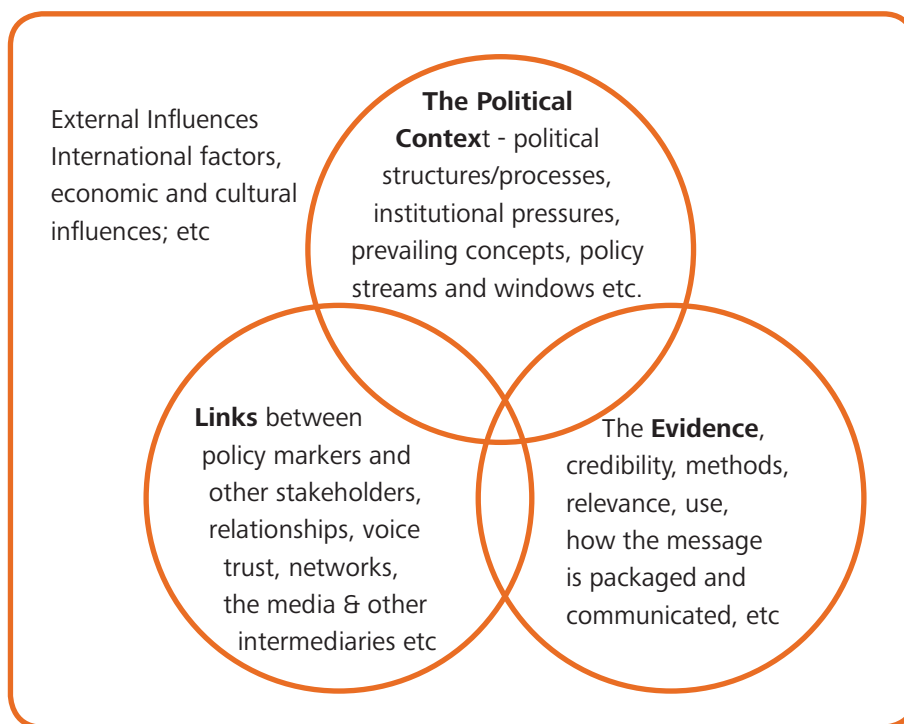 External Influences
International factors,
economic and cultural
influences; etc
The Political
Context - political
structures/processes,
institutional pressures,
prevailing concepts, policy
streams and windows etc.
Links between
policy markers and
other stakeholders,
relationships, voice
trust, networks,
the media & other
intermediaries etc
The Evidence,
credibility, methods,
relevance, use,
how the message
is packaged and
communicated, etc